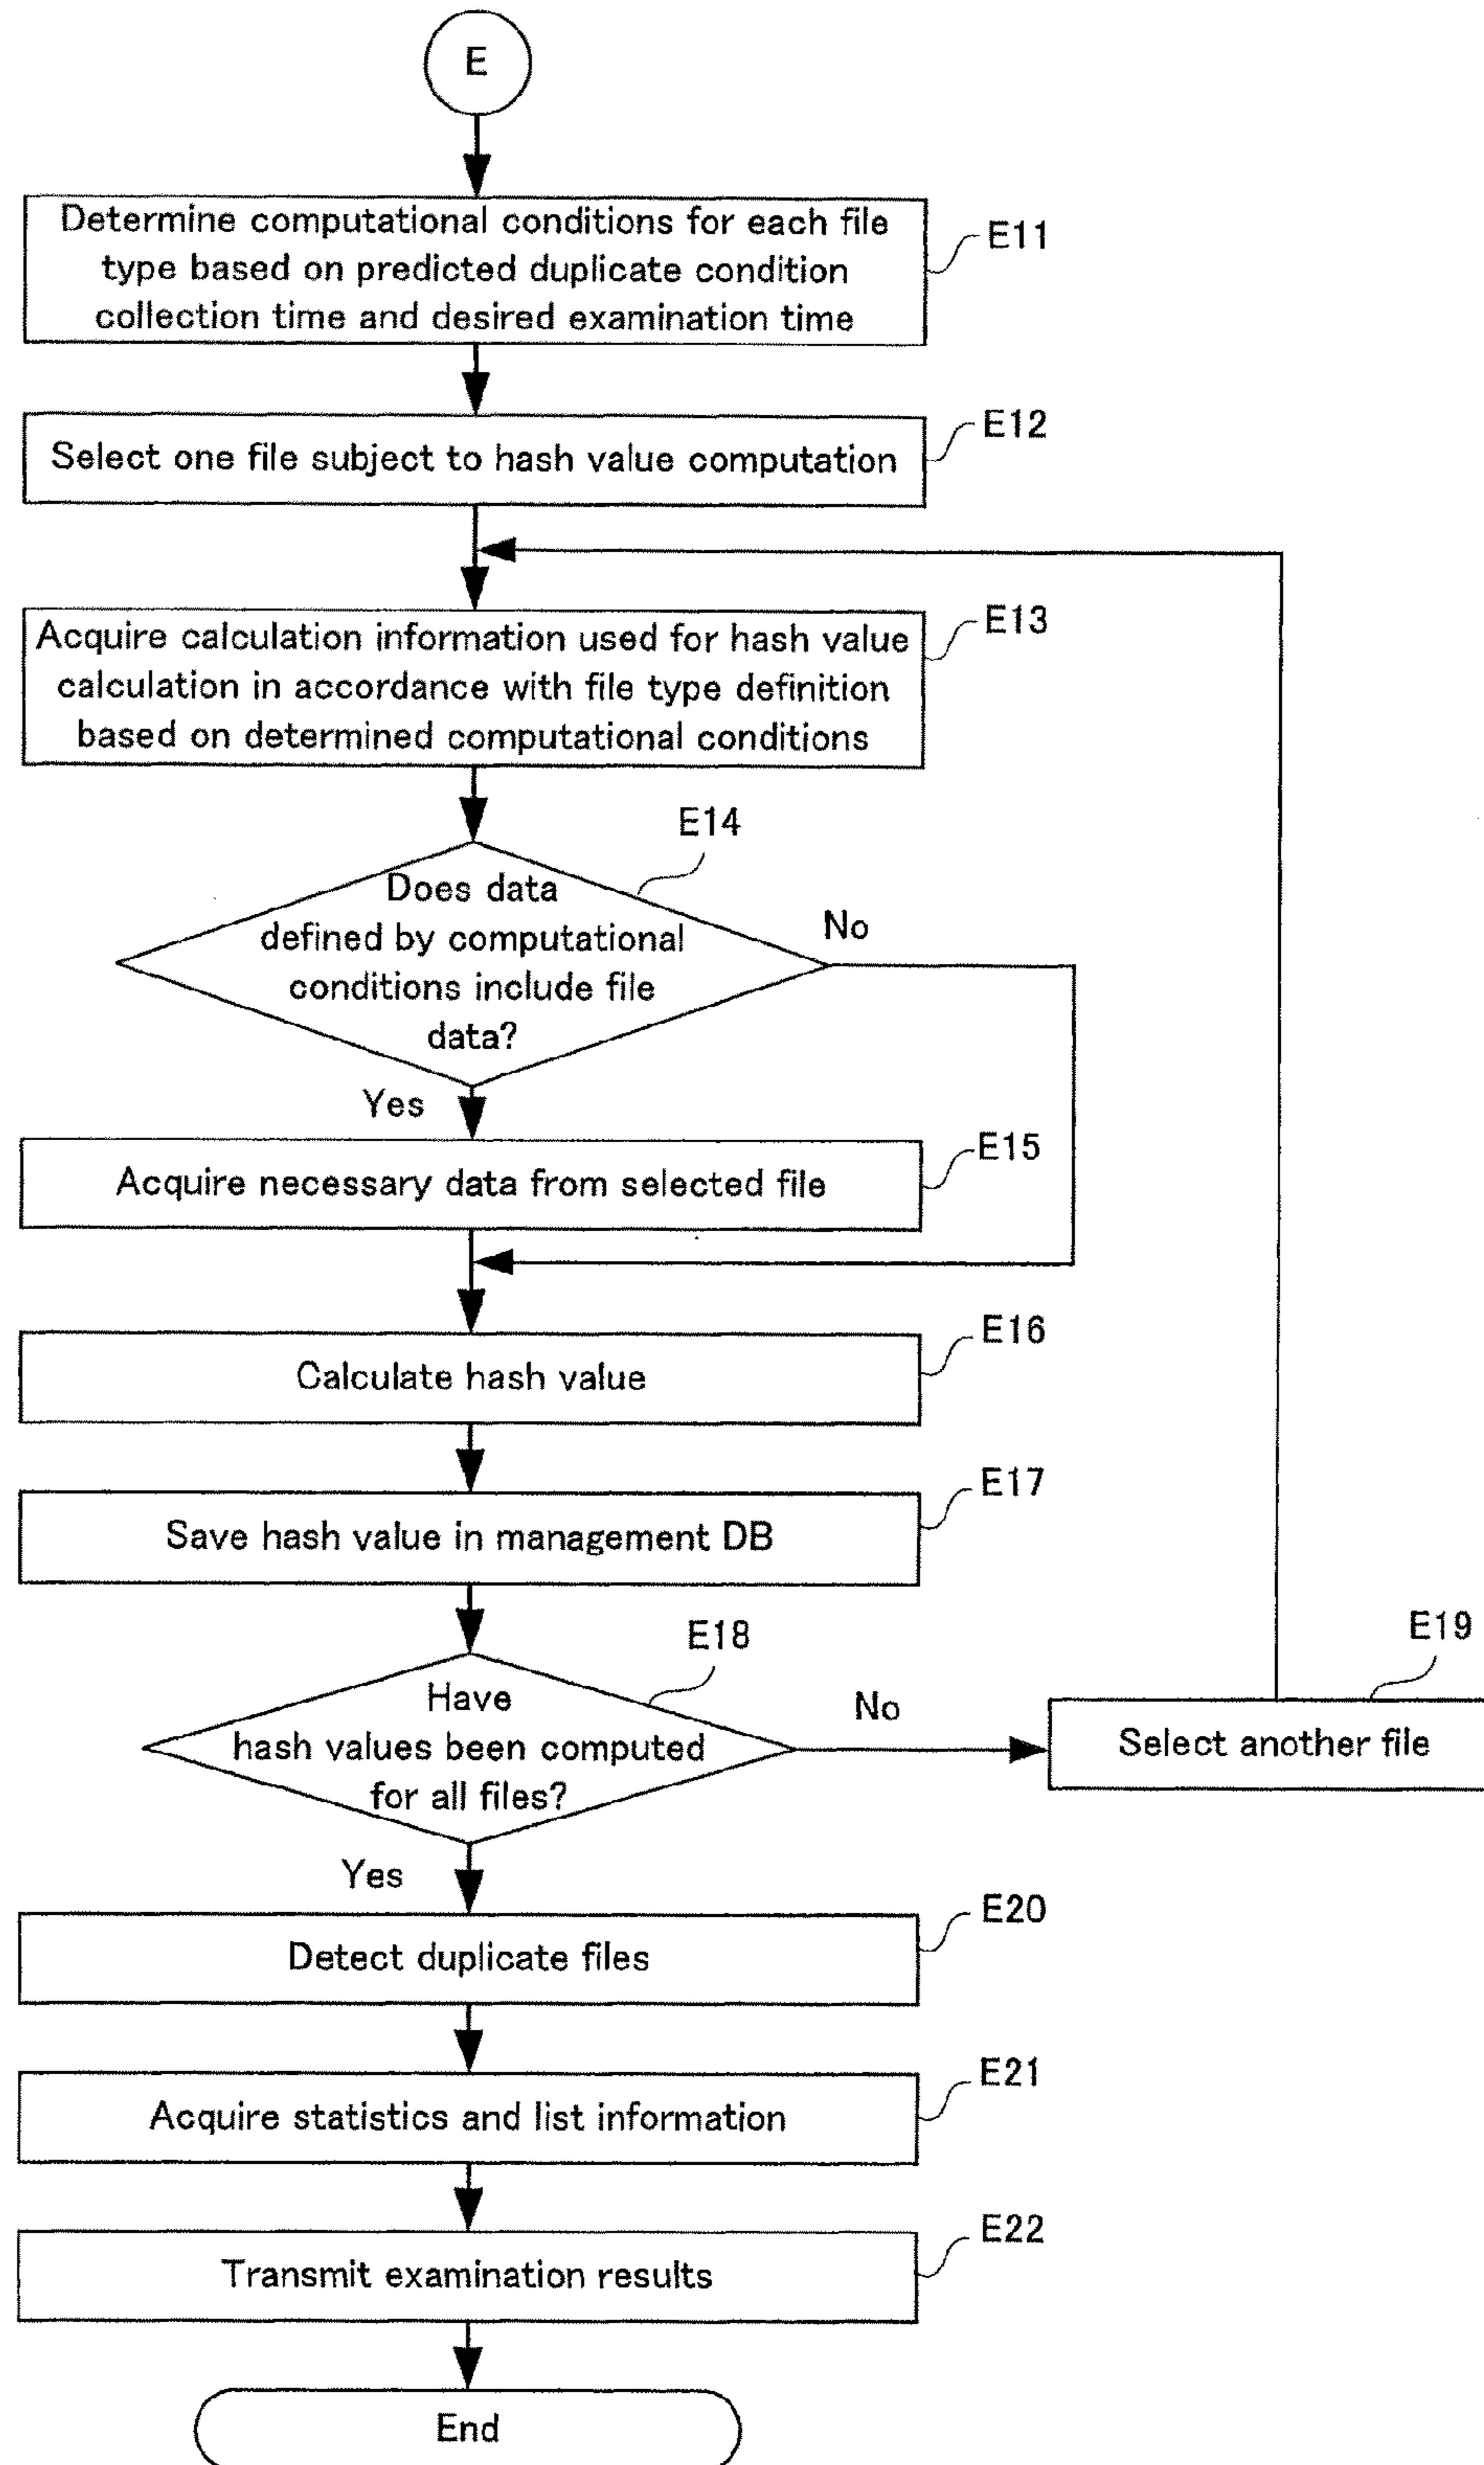 E
Determine computational conditions for each file
type based on predicted duplicate condition
collection time and desired examination time
E11
E12
Select one file subject to hash value computation
E13
Acquire calculation information used for hash value
calculation in accordance with file type definition
based on determined computational conditions
E14
Does data
defined by computational
conditions include file
data?
No
Yes
E15
Acquire necessary data from selected file
E16
Calculate hash value
E17
Save hash value in management DB
E18
Have
hash values been computed
for all files?
No
E19
Select another file
Yes
E20
Detect duplicate files
E21
Acquire statistics and list information
E22
Transmit examination results
End